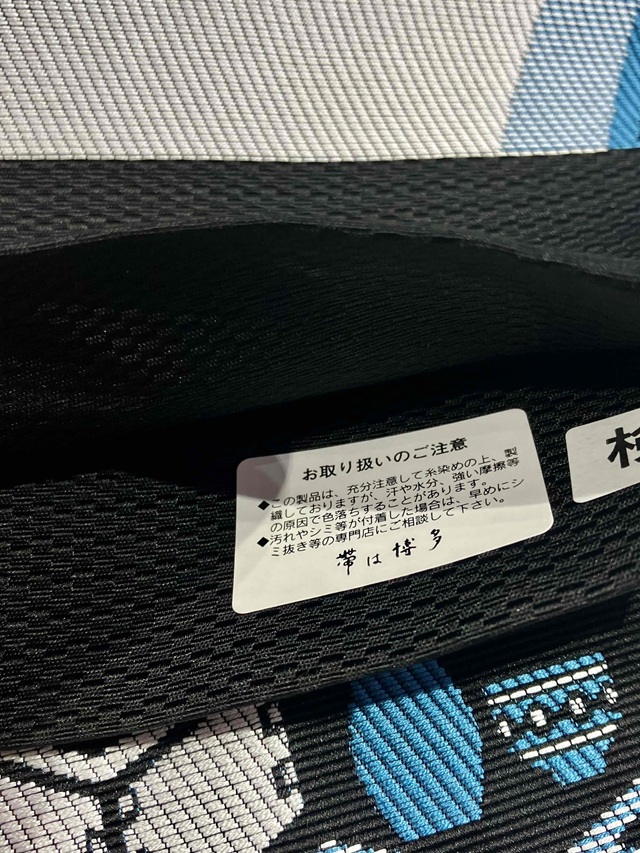 お取り扱いのご注意
◆この製品は、充分注意して糸染めの上、製
織しておりますが、汗や水分、強い摩擦等
の原因で色落ちすることがあります。
◆汚れやシミ等が付着した場合は、早めにシ
ミ抜き等の専門店にご相談して下さい。
帯は博多